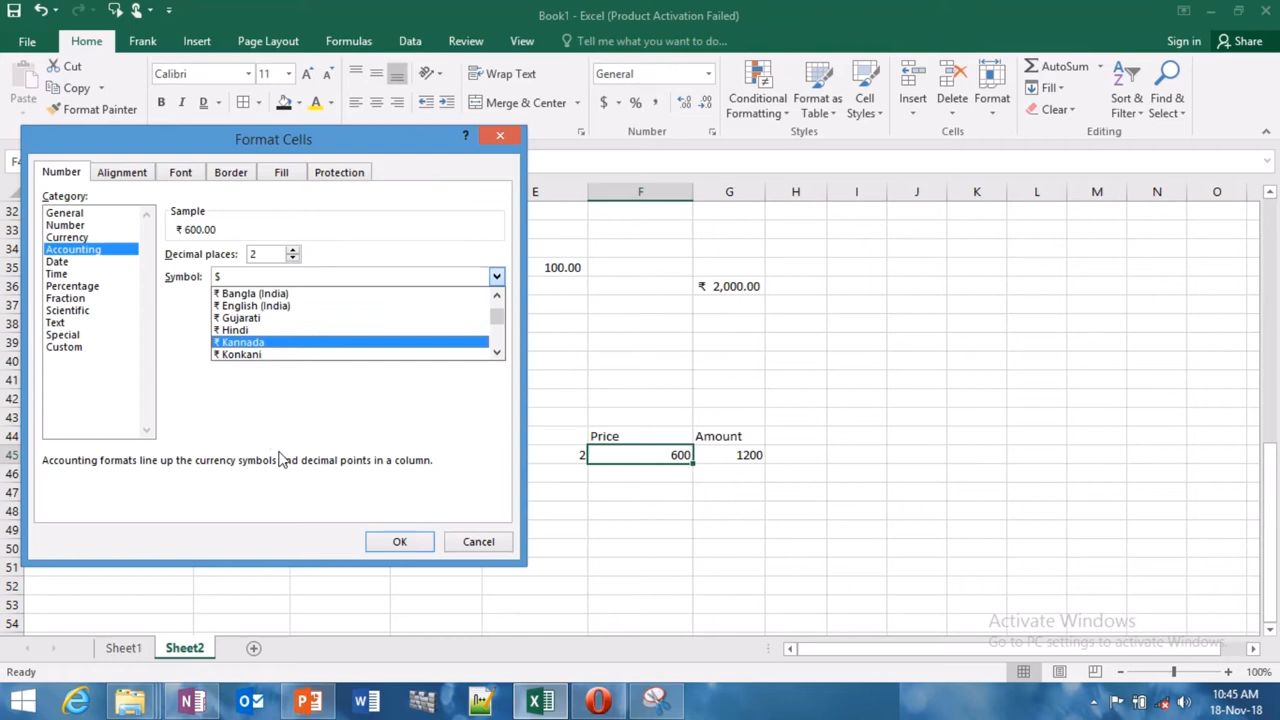 Book1 - Excel (Product Activation Failed)
File Home Frank Insert Page Layout Formulas Data Review View Tell me what you want to do... Sign in Share
Cut
Copy
Format Painter
Paste
Calibri 11
Wrap Text
Merge & Center
General
$ % ,
Number
Conditional Formatting
Format as Table
Cell Styles
Styles
Insert Delete Format
Cells
AutoSum
Fill
Clear
Sort & Filter
Find & Select
Editing
Format Cells
?
Number Alignment Font Border Fill Protection
Category:
General
Number
Currency
Accounting
Date
Time
Percentage
Fraction
Scientific
Text
Special
Custom
Sample
₹ 600.00
Decimal places: 2
Symbol: $
₹ Bangla (India)
₹ English (India)
₹ Gujarati
₹ Hindi
₹ Kannada
₹ Konkani
Accounting formats line up the currency symbols and decimal points in a column.
OK Cancel
E F G H I J K L M N O
32
33
34
35 100.00
36 ₹ 2,000.00
37
38
39
40
41
42
43
44 Price Amount
45 2 600 1200
46
47
48
49
50
51
52
53
54
Activate Windows
Go to PC settings to activate Windows.
Sheet1 Sheet2
Ready
100%
10:45 AM
18-Nov-18